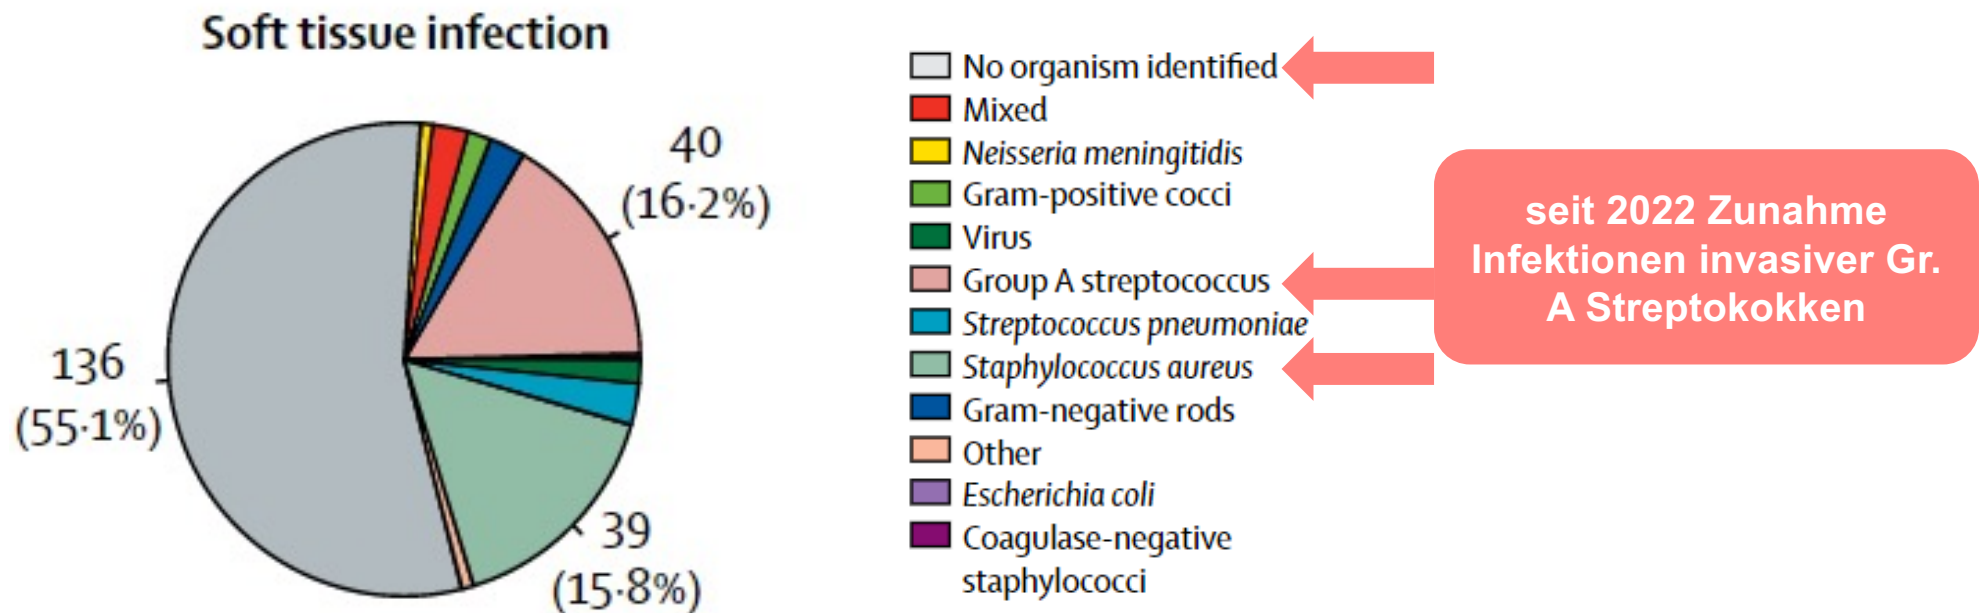 Soft tissue infection
40
(16·2%)
136
(55·1%)
39
(15·8%)
No organism identified
Mixed
Neisseria meningitidis
Gram-positive cocci
Virus
Group A streptococcus
Streptococcus pneumoniae
Staphylococcus aureus
Gram-negative rods
Other
Escherichia coli
Coagulase-negative
staphylococci
seit 2022 Zunahme
Infektionen invasiver Gr.
A Streptokokken